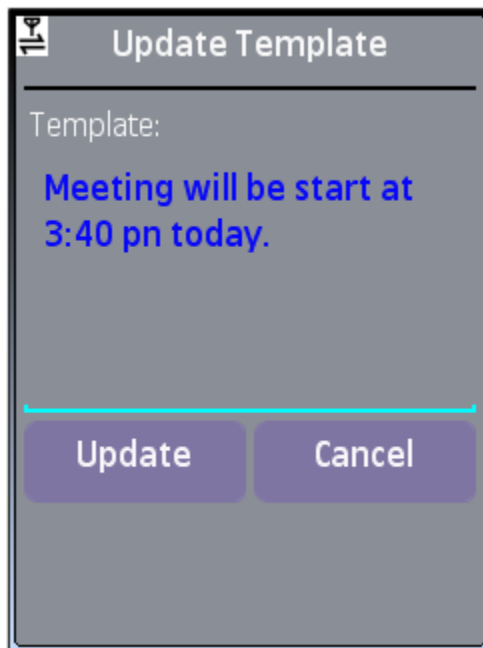 Update Template
Template:
Meeting will be start at
3:40 pn today.
Update
Cancel